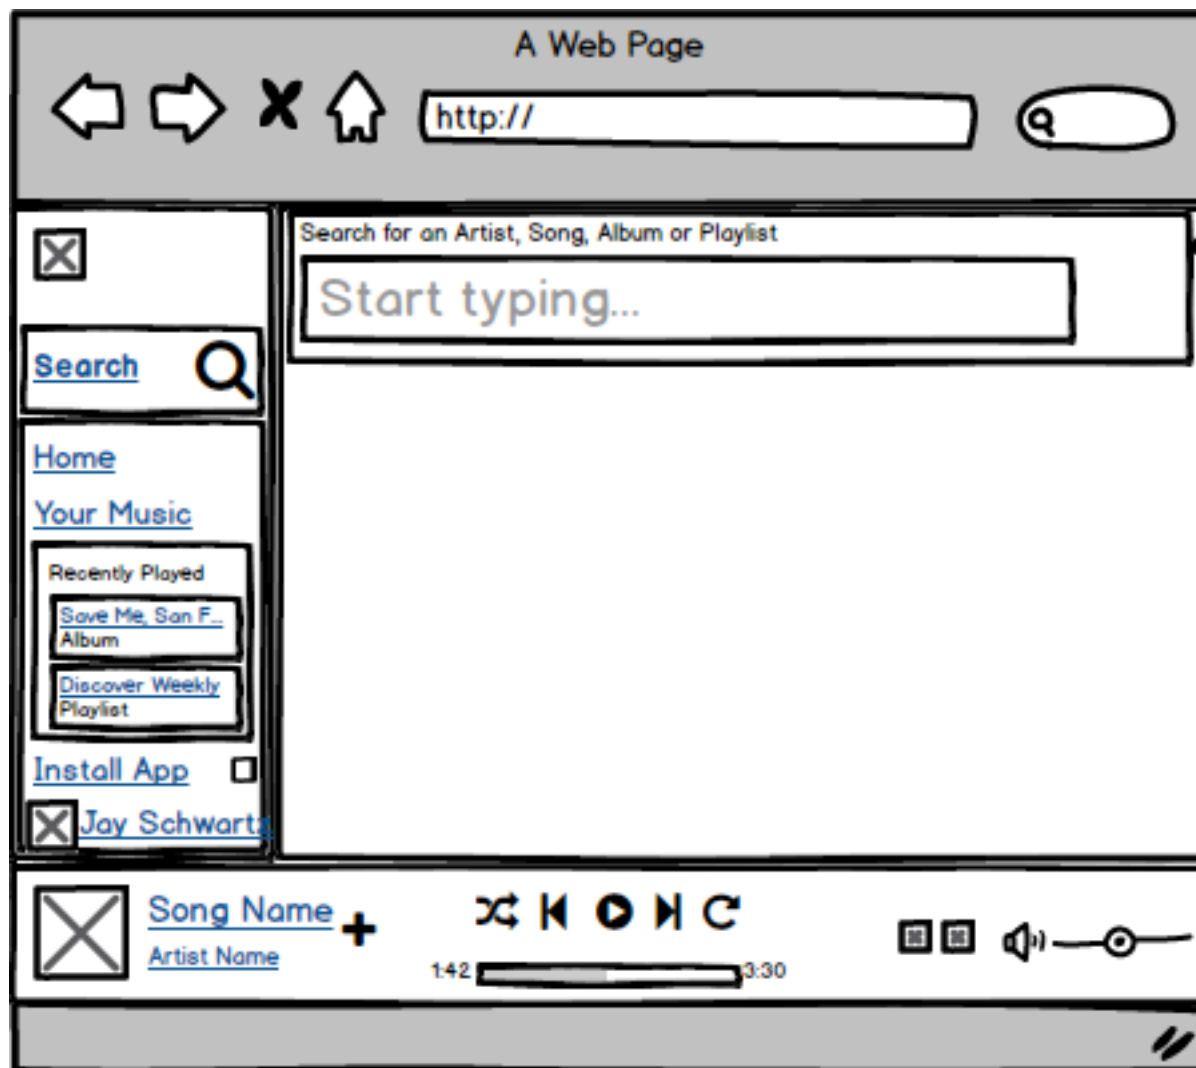 A Web Page
http://
Search for an Artist, Song, Album or Playlist
Start typing...
Search
Home
Your Music
Recently Played
Save Me, San F...
Album
Discover Weekly
Playlist
Install App
Jay Schwartz
Song Name
Artist Name
1:42
3:30